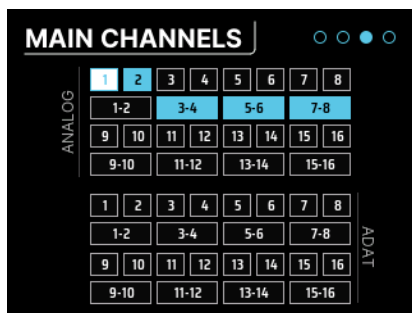 MAIN CHANNELS
ANALOG
1 2 3 4 5 6 7 8
1-2 3-4 5-6 7-8
9 10 11 12 13 14 15 16
9-10 11-12 13-14 15-16
1 2 3 4 5 6 7 8
1-2 3-4 5-6 7-8
9 10 11 12 13 14 15 16
9-10 11-12 13-14 15-16
ADAT